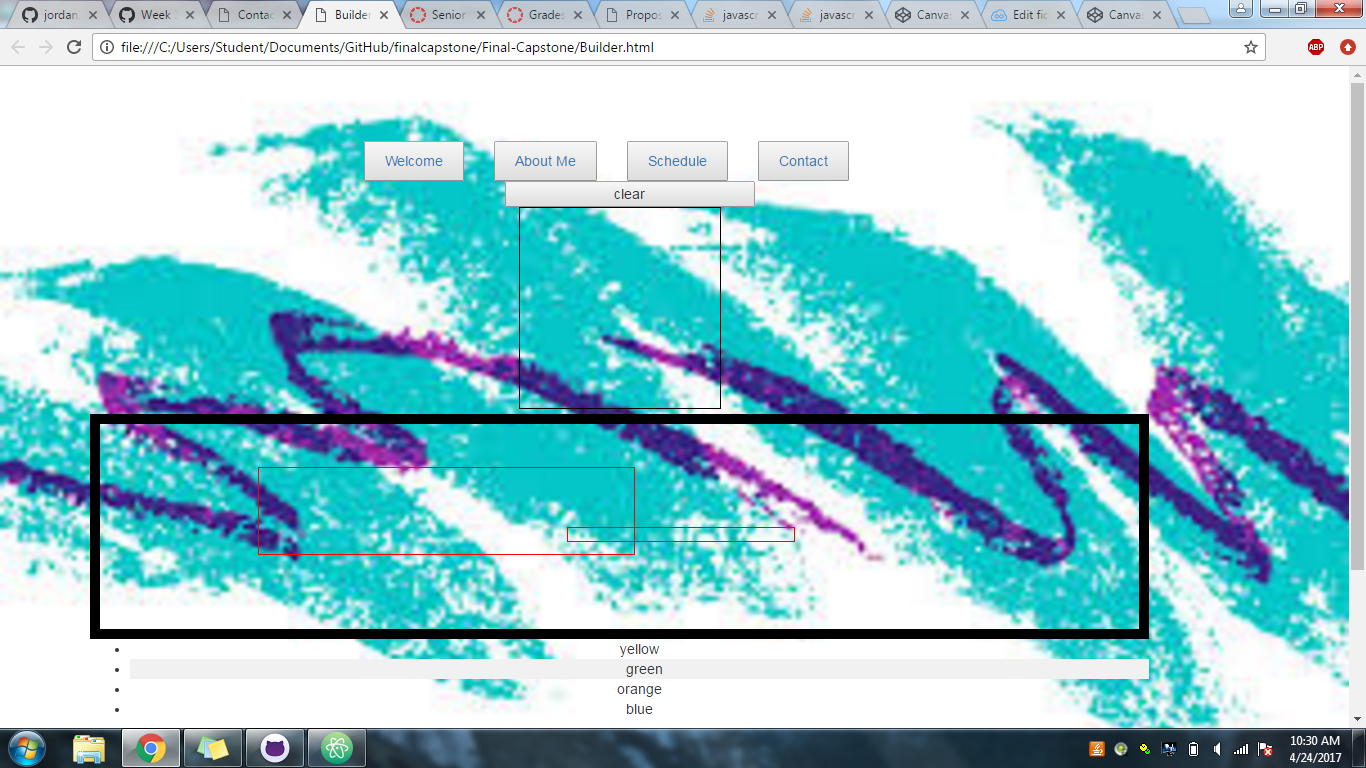 jordan
Week
Contac
Builder
Senior
Grades
Propos
javascr
javascr
Canvas
Edit fic
Canva
file:///C:/Users/Student/Documents/GitHub/finalcapstone/Final-Capstone/Builder.html
ABP
Welcome About Me Schedule Contact
clear
yellow
green
orange
blue
10:30 AM
4/24/2017